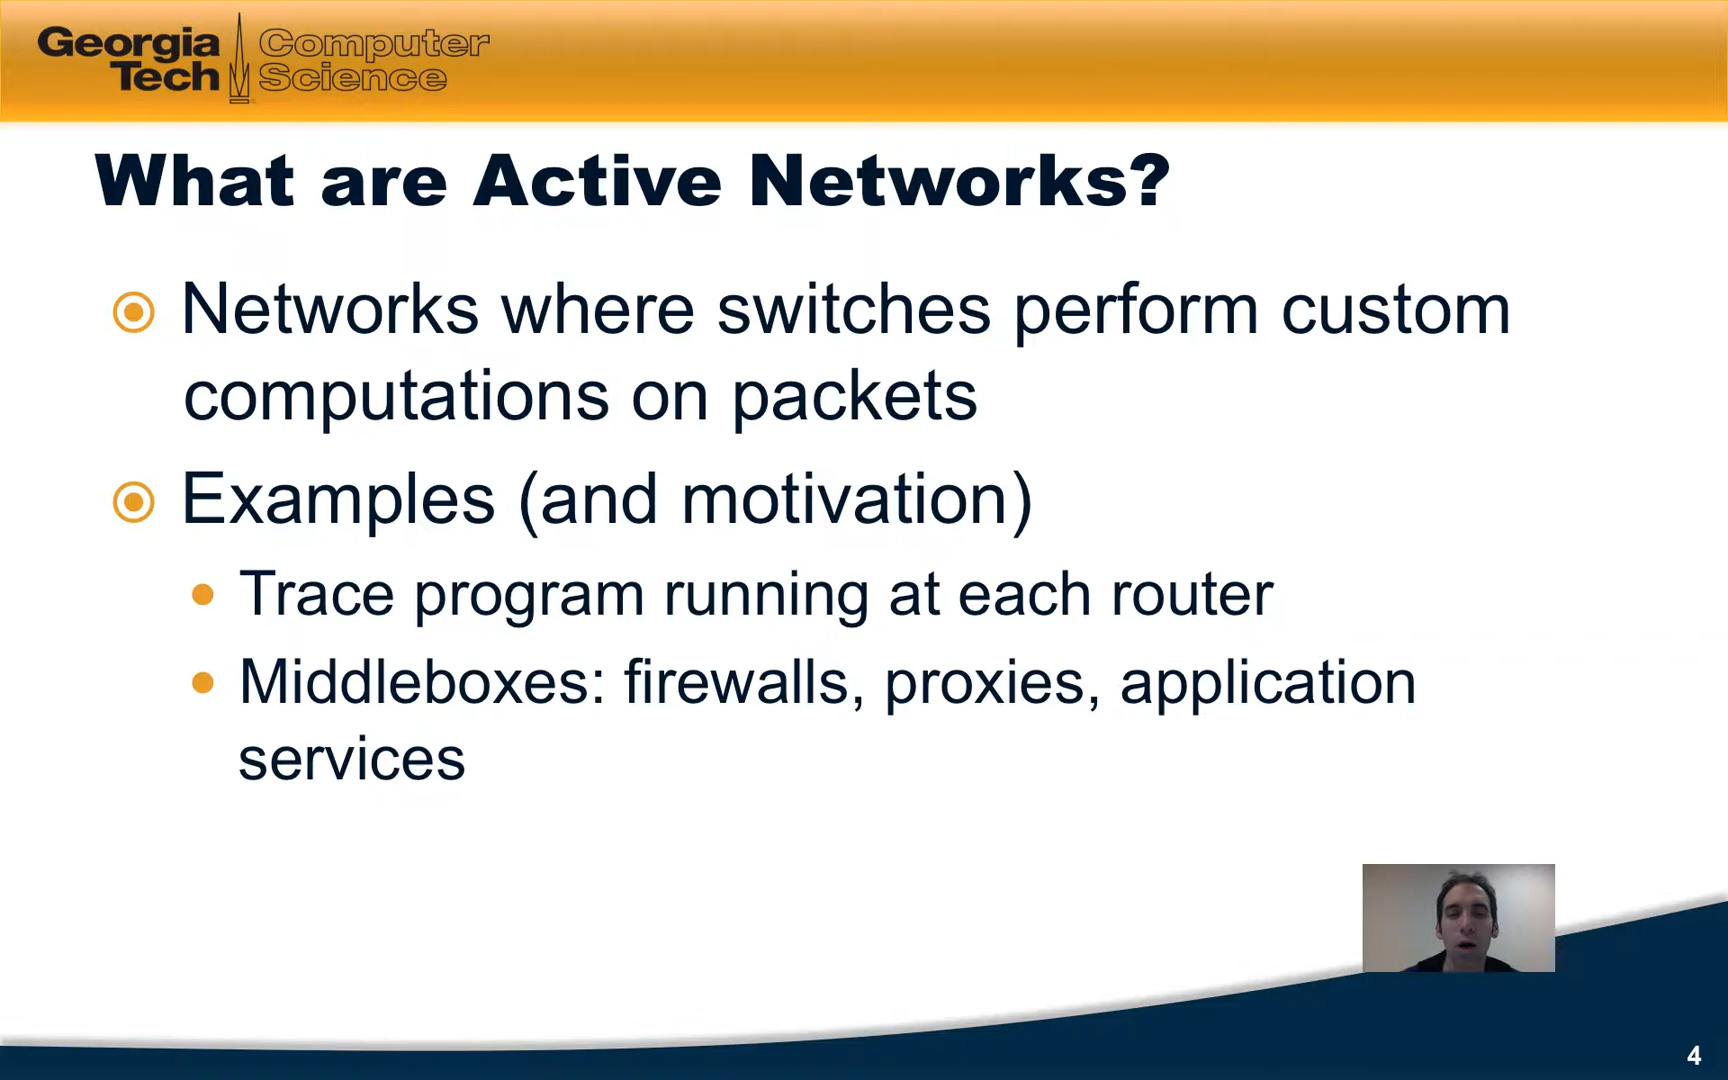 Georgia Tech
Computer Science
What are Active Networks?
Networks where switches perform custom
computations on packets
Examples (and motivation)
Trace program running at each router
Middleboxes: firewalls, proxies, application
services
4